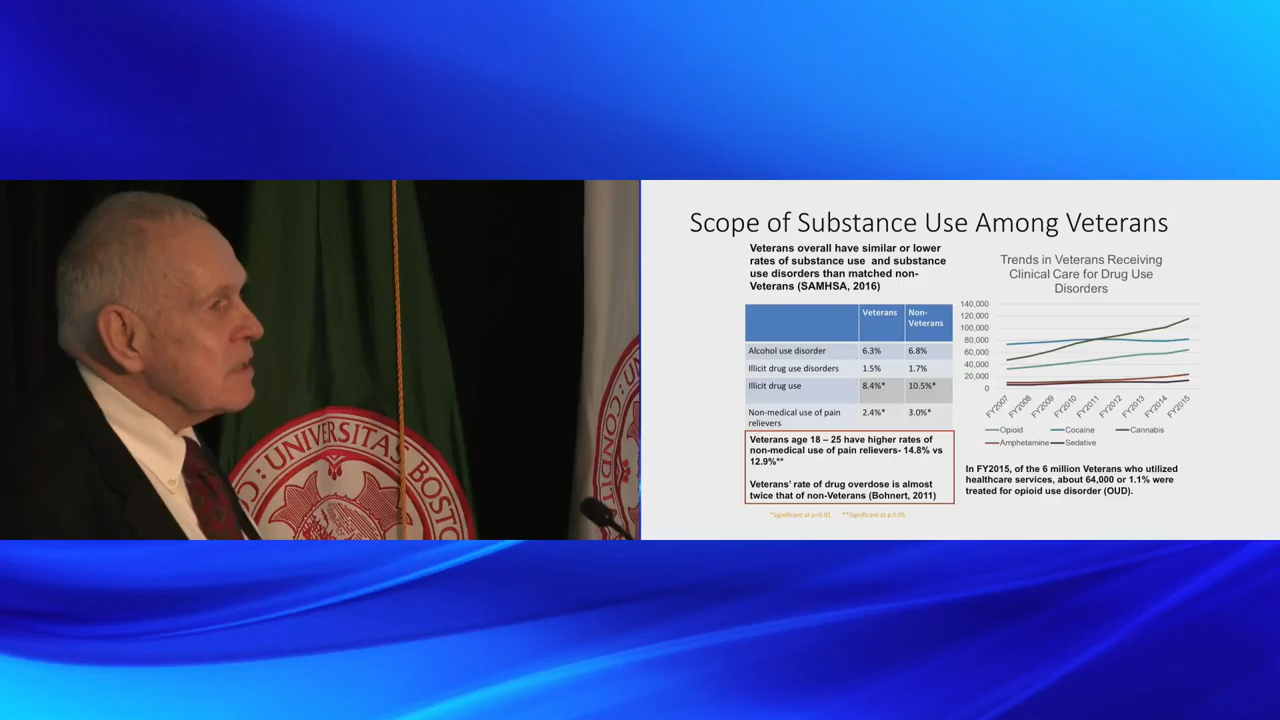 C : UNIVERSITAS BOSTO
CONDIT
Scope of Substance Use Among Veterans
Veterans overall have similar or lower
rates of substance use and substance
use disorders than matched non-
Veterans (SAMHSA, 2016)
Veterans
Non-
Veterans
Alcohol use disorder
6.3%
6.8%
Illicit drug use disorders
1.5%
1.7%
Illicit drug use
8.4%*
10.5%*
Non-medical use of pain
relievers
2.4%*
3.0%*
Veterans age 18 – 25 have higher rates of
non-medical use of pain relievers- 14.8% vs
12.9%**
Veterans' rate of drug overdose is almost
twice that of non-Veterans (Bohnert, 2011)
*Significant at p=0.01 **Significant at p.0.05
Trends in Veterans Receiving
Clinical Care for Drug Use
Disorders
140,000
120,000
100,000
80,000
60,000
40,000
20,000
0
FY2007
FY2008
FY2009
FY2010
FY2011
FY2012
FY2013
FY2014
FY2015
Opioid
Cocaine
Cannabis
Amphetamine
Sedative
In FY2015, of the 6 million Veterans who utilized
healthcare services, about 64,000 or 1.1% were
treated for opioid use disorder (OUD).